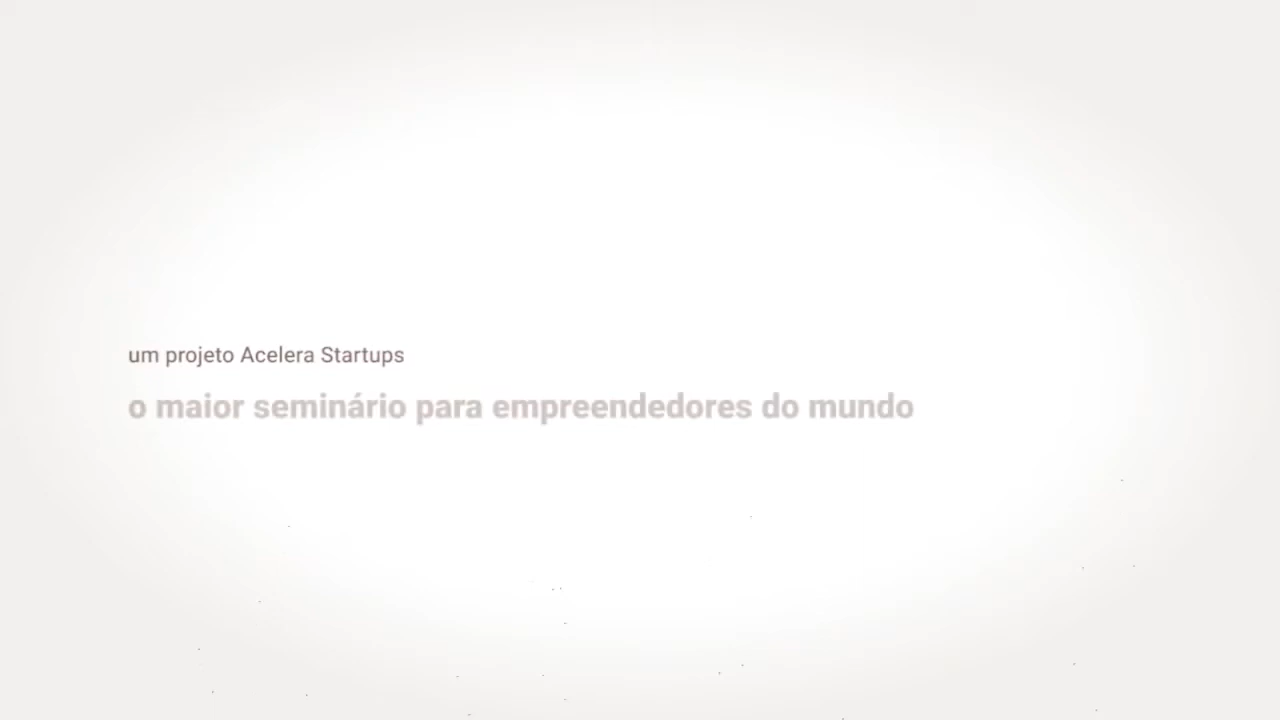 um projeto Acelera Startups
o maior seminário para empreendedores do mundo